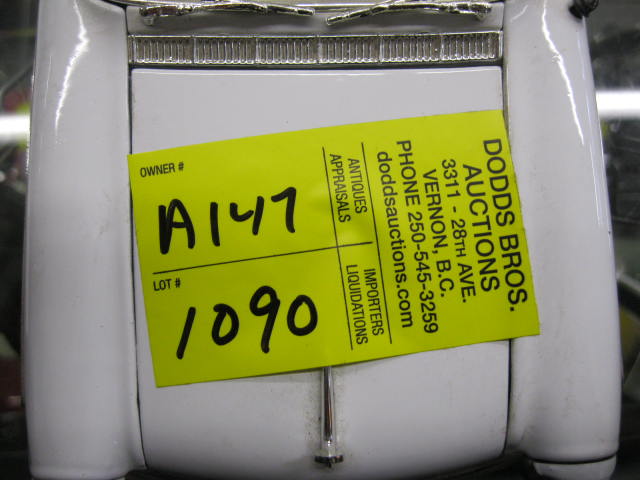 OWNER #
A147
LOT #
1090
ANTIQUES
APPRAISALS
IMPORTERS
LIQUIDATIONS
DODDS BROS.
AUCTIONS
3311 - 28TH AVE.
VERNON, B.C.
PHONE 250-545-3259
doddsauctions.com